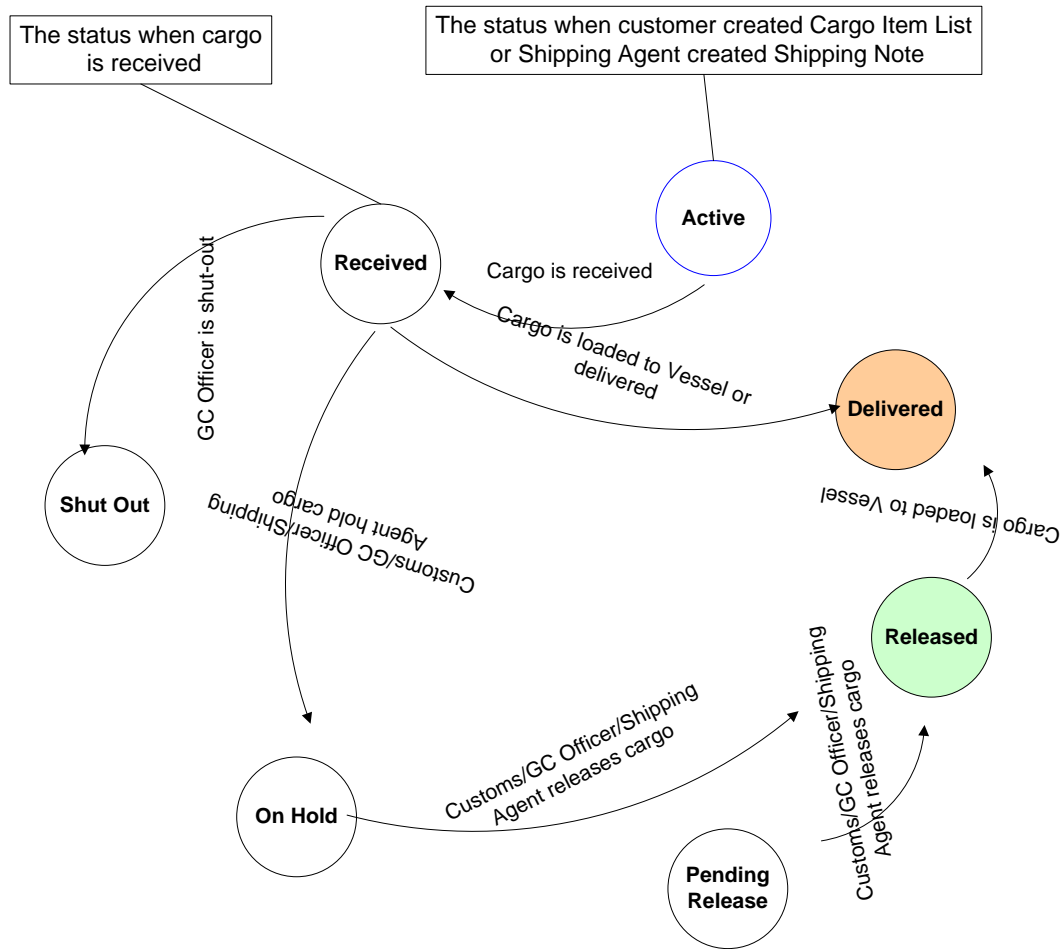 The status when cargo
is received
The status when customer created Cargo Item List
or Shipping Agent created Shipping Note
Active
Received
Cargo is received
GC Officer is shut-out
Cargo is loaded to Vessel or
delivered
Delivered
Shut Out
Customs/GC Officer/Shipping
Agent hold cargo
Cargo is loaded to Vessel
Released
Customs/GC Officer/Shipping
Agent releases cargo
Customs/GC Officer/Shipping
Agent releases cargo
On Hold
Pending
Release